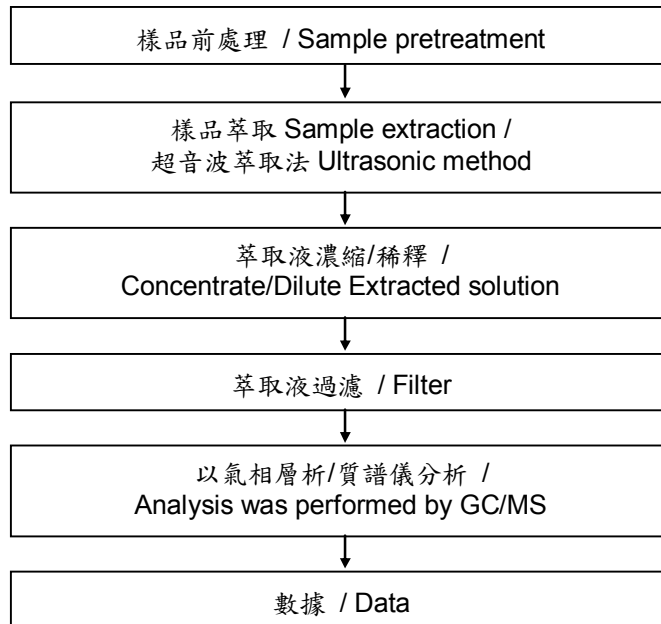 樣品前處理 / Sample pretreatment
樣品萃取 Sample extraction /
超音波萃取法 Ultrasonic method
萃取液濃縮/稀釋 /
Concentrate/Dilute Extracted solution
萃取液過濾 / Filter
以氣相層析/質譜儀分析 /
Analysis was performed by GC/MS
數據 / Data